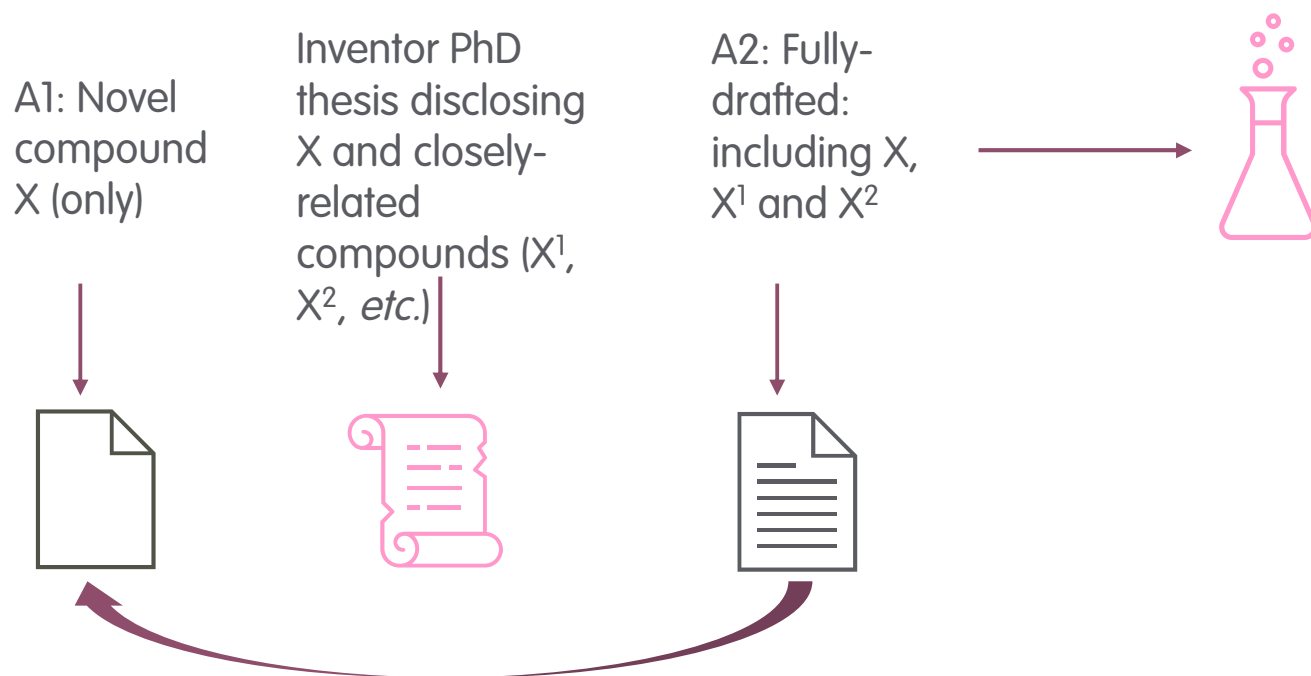 A1: Novel
compound
X (only)
Inventor PhD
thesis disclosing
X and closely-
related
compounds (X¹,
X², etc.)
A2: Fully-
drafted:
including X,
X¹ and X²